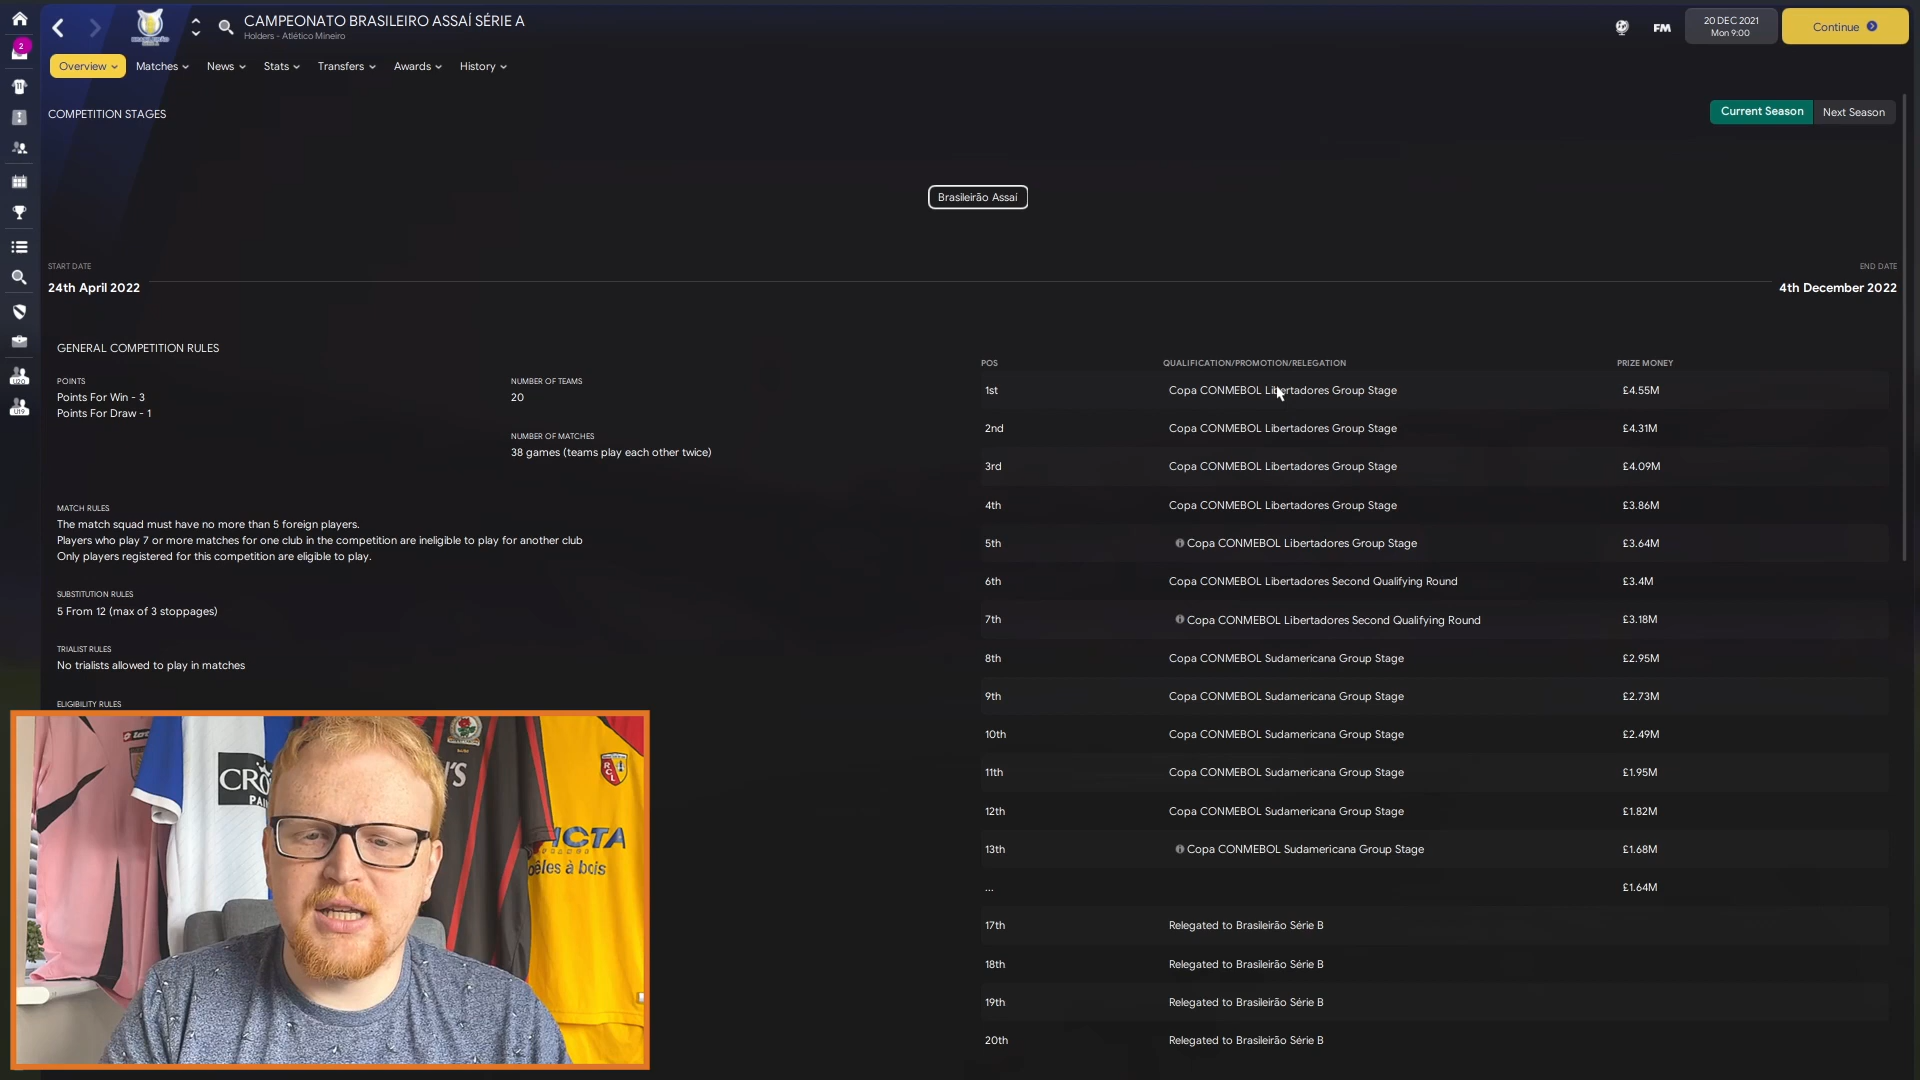 CAMPEONATO BRASILEIRO ASSAÍ SÉRIE A
Holders - Atlético Mineiro
FM
20 DEC 2021
Mon 9:00
Continue
2
Overview
Matches
News
Stats
Transfers
Awards
History
COMPETITION STAGES
Current Season
Next Season
Brasileirão Assaí
START DATE
24th April 2022
END DATE
4th December 2022
GENERAL COMPETITION RULES
POINTS
Points For Win - 3
Points For Draw - 1
NUMBER OF TEAMS
20
NUMBER OF MATCHES
38 games (teams play each other twice)
MATCH RULES
The match squad must have no more than 5 foreign players.
Players who play 7 or more matches for one club in the competition are ineligible to play for another club
Only players registered for this competition are eligible to play.
SUBSTITUTION RULES
5 From 12 (max of 3 stoppages)
TRIALIST RULES
No trialists allowed to play in matches
ELIGIBILITY RULES
POS QUALIFICATION/PROMOTION/RELEGATION PRIZE MONEY
1st Copa CONMEBOL Libertadores Group Stage £4.55M
2nd Copa CONMEBOL Libertadores Group Stage £4.31M
3rd Copa CONMEBOL Libertadores Group Stage £4.09M
4th Copa CONMEBOL Libertadores Group Stage £3.86M
5th Copa CONMEBOL Libertadores Group Stage £3.64M
6th Copa CONMEBOL Libertadores Second Qualifying Round £3.4M
7th Copa CONMEBOL Libertadores Second Qualifying Round £3.18M
8th Copa CONMEBOL Sudamericana Group Stage £2.95M
9th Copa CONMEBOL Sudamericana Group Stage £2.73M
10th Copa CONMEBOL Sudamericana Group Stage £2.49M
11th Copa CONMEBOL Sudamericana Group Stage £1.95M
12th Copa CONMEBOL Sudamericana Group Stage £1.82M
13th Copa CONMEBOL Sudamericana Group Stage £1.68M
... £1.64M
17th Relegated to Brasileirão Série B
18th Relegated to Brasileirão Série B
19th Relegated to Brasileirão Série B
20th Relegated to Brasileirão Série B
U20
U19
CRO
PAI
'S
RCL
ICTA
oêles à bois